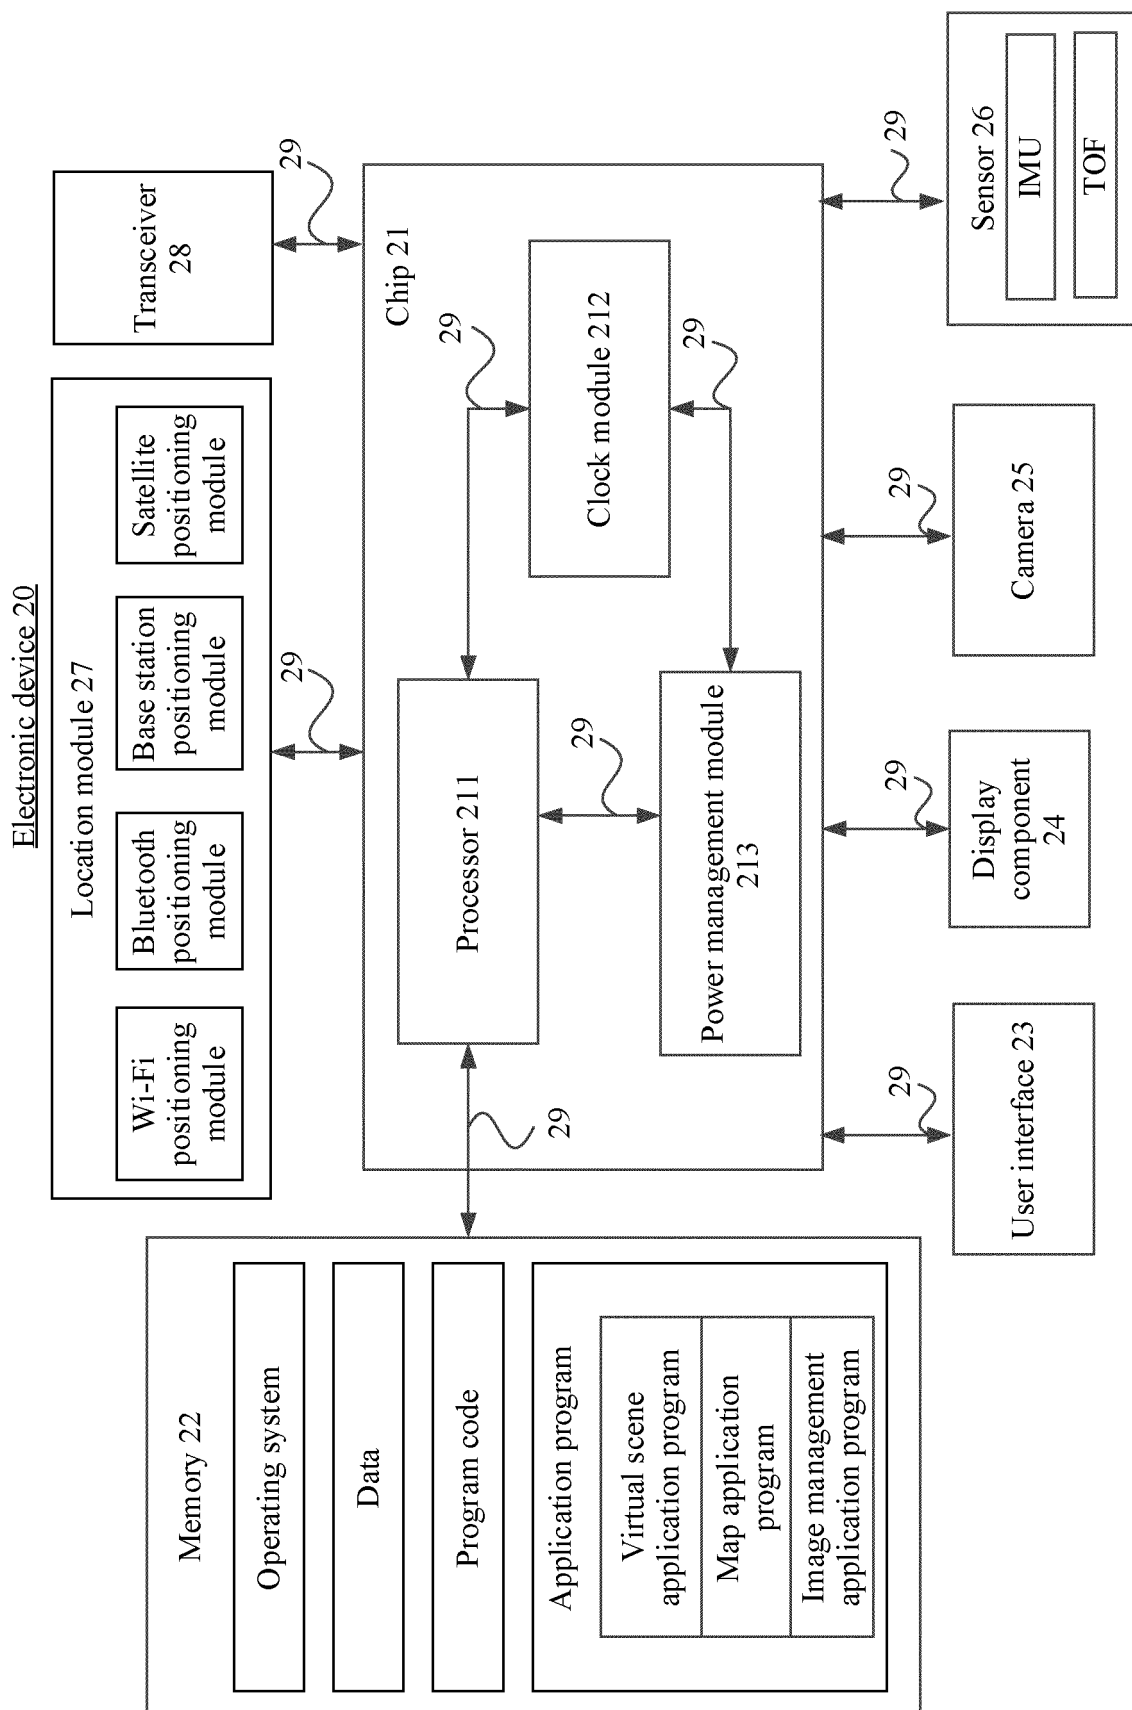 Electronic device 20
Memory 22
Operating system
Data
Program code
Application program
Virtual scene
application program
Map application
program
Image management
application program
Location module 27
Wi-Fi
positioning
module
Bluetooth
positioning
module
Base station
positioning
module
Satellite
positioning
module
Transceiver
28
29
29
Chip 21
Processor 211
29
Clock module 212
29
29
Power management module
213
29
29
29
29
29
User interface 23
Display
component
24
Camera 25
29
Sensor 26
IMU
TOF